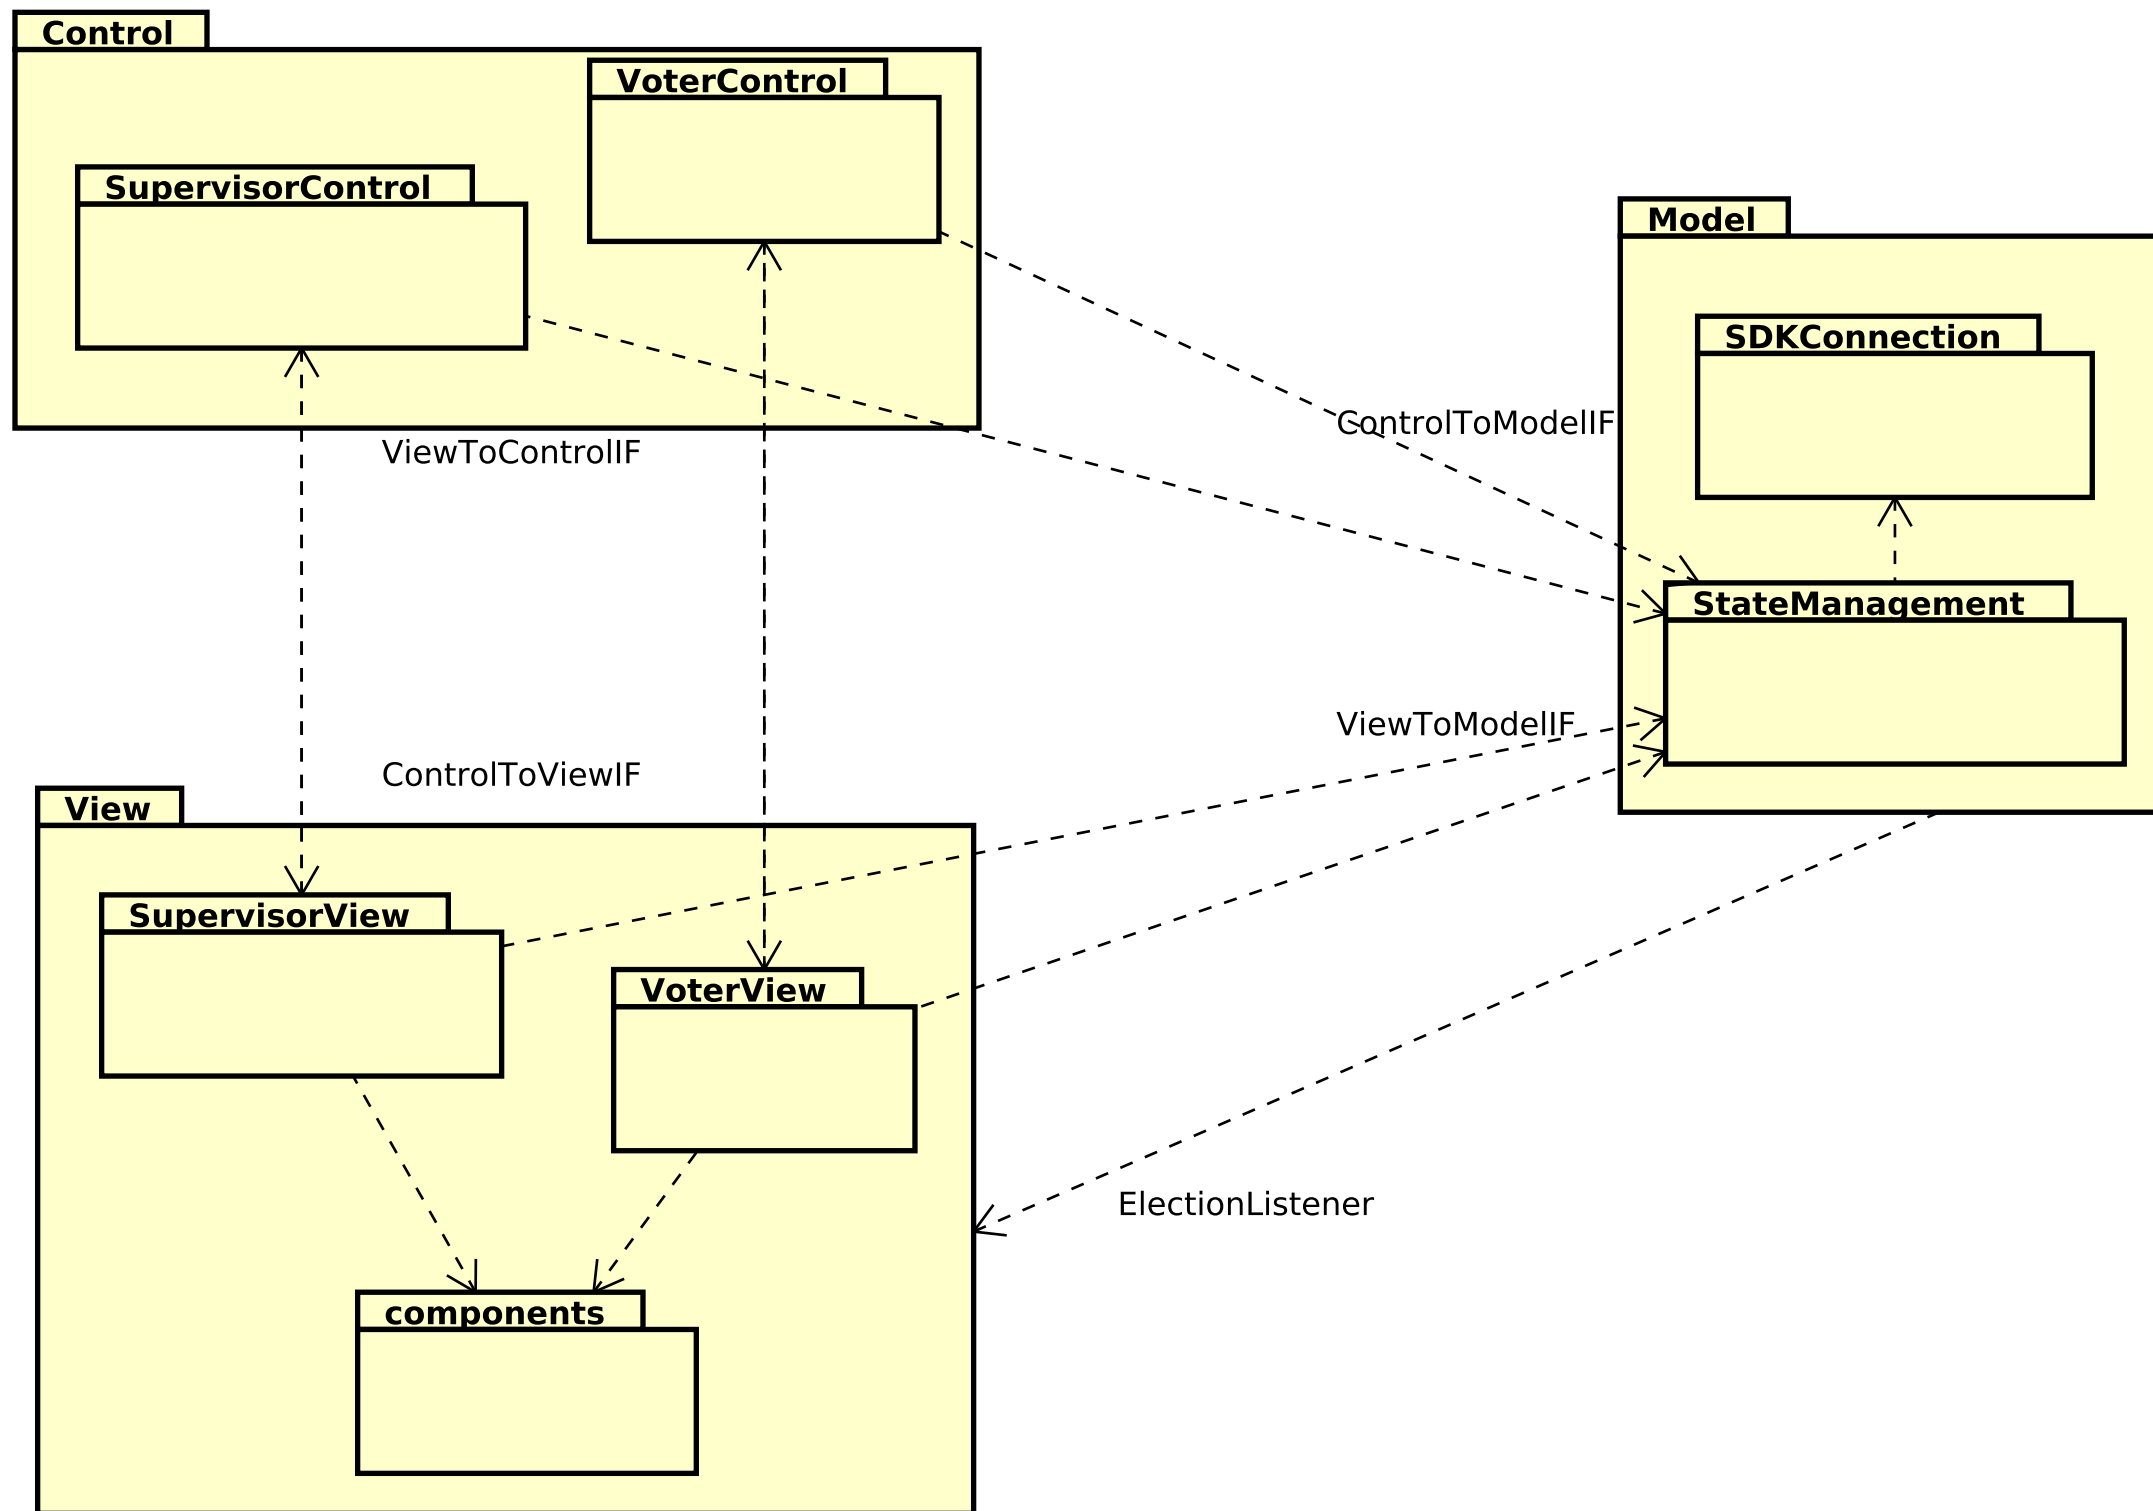 Control
VoterControl
SupervisorControl
Model
SDKConnection
ControlToModelIF
ViewToControlIF
StateManagement
ViewToModelIF
ControlToViewIF
View
SupervisorView
VoterView
ElectionListener
components